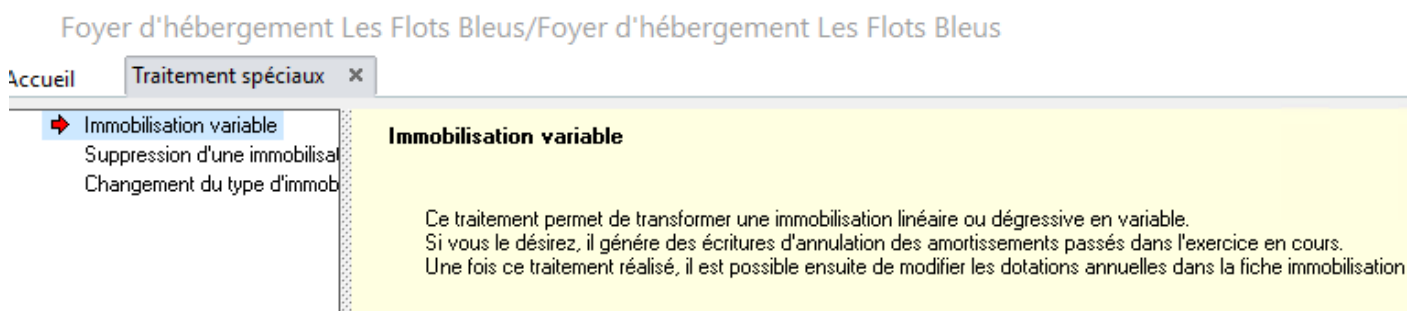 Foyer d'hébergement Les Flots Bleus/Foyer d'hébergement Les Flots Bleus
Accueil Traitement spéciaux ×
Immobilisation variable
Suppression d'une immobilisat
Changement du type d'immob
Immobilisation variable
Ce traitement permet de transformer une immobilisation linéaire ou dégressive en variable.
Si vous le désirez, il génére des écritures d'annulation des amortissements passés dans l'exercice en cours.
Une fois ce traitement réalisé, il est possible ensuite de modifier les dotations annuelles dans la fiche immobilisation